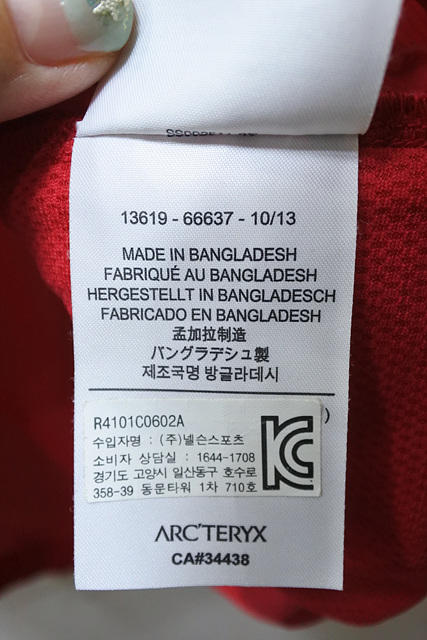 13619 - 66637 - 10/13
MADE IN BANGLADESH
FABRIQUÉ AU BANGLADESH
HERGESTELLT IN BANGLADESCH
FABRICADO EN BANGLADESH
孟加拉制造
バングラデシュ製
제조국명 방글라데시
R4101C0602A
수입자명 : (주)넬슨스포츠
소비자 상담실 : 1644-1708
경기도 고양시 일산동구 호수로
358-39 동문타워 1차 710호
)
ARC'TERYX
CA#34438